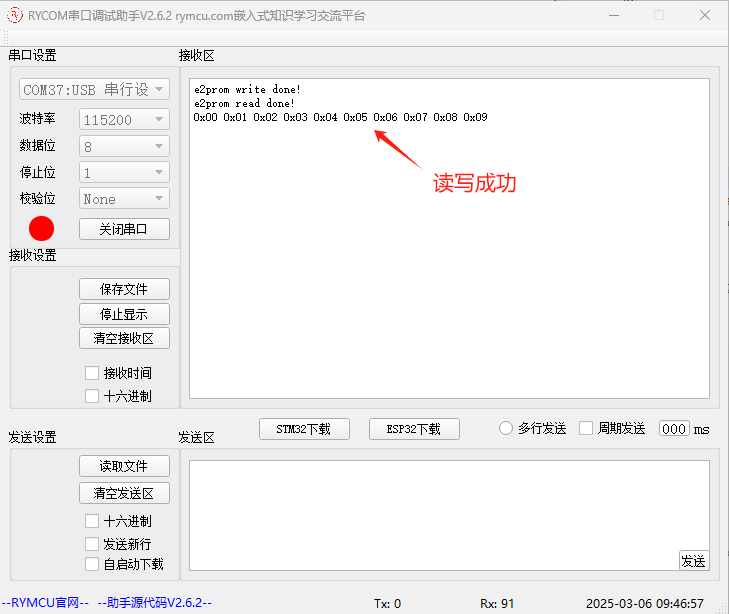 RYCOM串口调试助手V2.6.2 rymcu.com嵌入式知识学习交流平台
串口设置
COM37:USB 串行设
波特率 115200
数据位 8
停止位 1
校验位 None
关闭串口
接收设置
保存文件
停止显示
清空接收区
接收时间
十六进制
接收区
e2prom write done!
e2prom read done!
0x00 0x01 0x02 0x03 0x04 0x05 0x06 0x07 0x08 0x09
读写成功
STM32下载 ESP32下载 多行发送 周期发送 000 ms
发送设置
读取文件
清空发送区
十六进制
发送新行
自启动下载
发送区
发送
--RYMCU官网-- --助手源代码V2.6.2-- Tx: 0 Rx: 91 2025-03-06 09:46:57